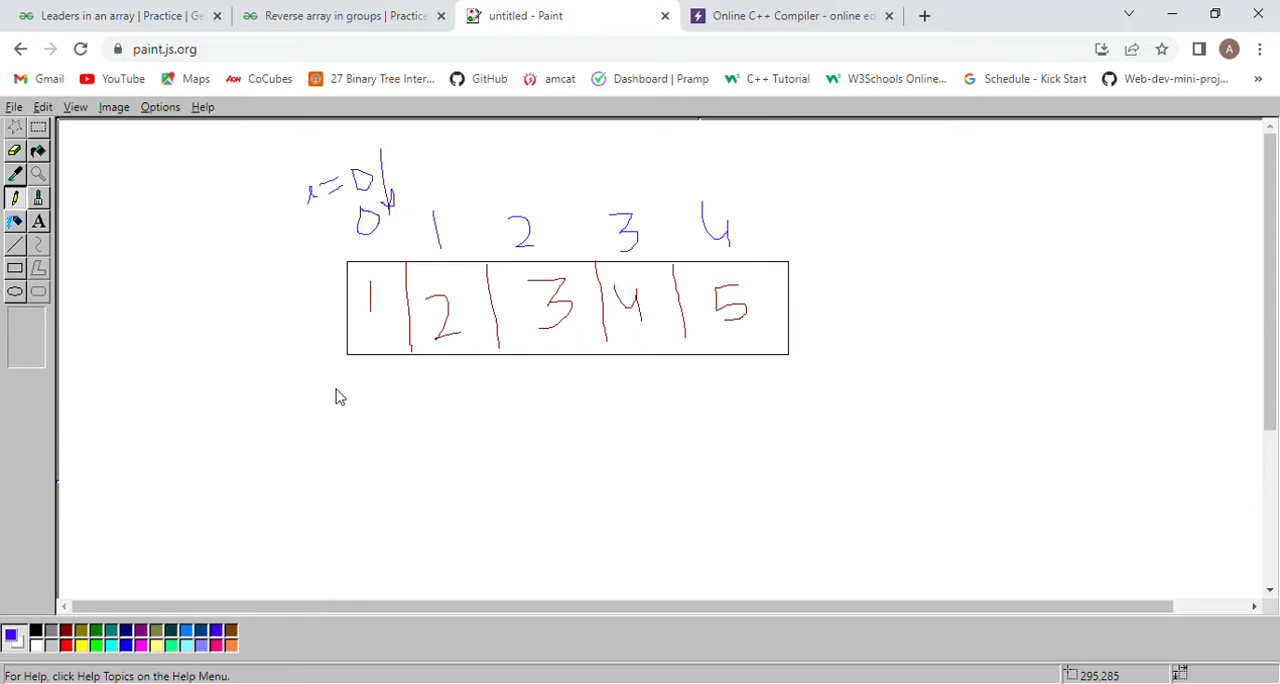 Leaders in an array | Practice | Ge
Reverse array in groups | Practice
untitled - Paint
Online C++ Compiler - online ed
paint.js.org
A
Gmail
YouTube
Maps
CoCubes
27 Binary Tree Inter...
GitHub
amcat
Dashboard | Pramp
C++ Tutorial
W3Schools Online...
Schedule - Kick Start
Web-dev-mini-proj...
»
File Edit View Image Options Help
i=0
0 1 2 3 4
1 2 3 4 5
For Help, click Help Topics on the Help Menu.
295,285